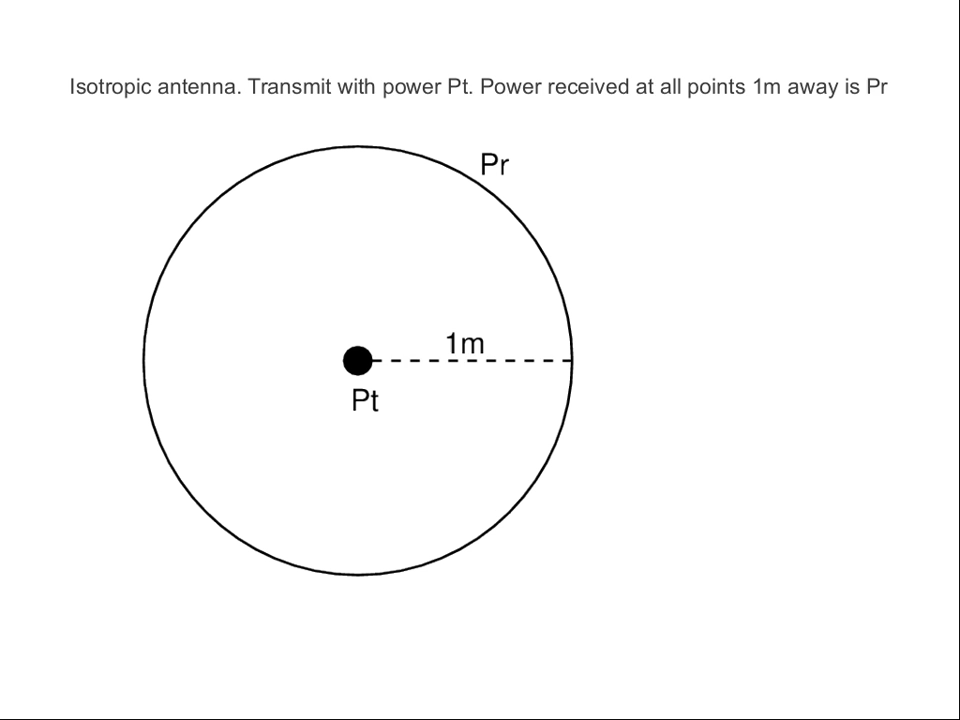 Isotropic antenna. Transmit with power Pt. Power received at all points 1m away is Pr
Pr
1m
Pt